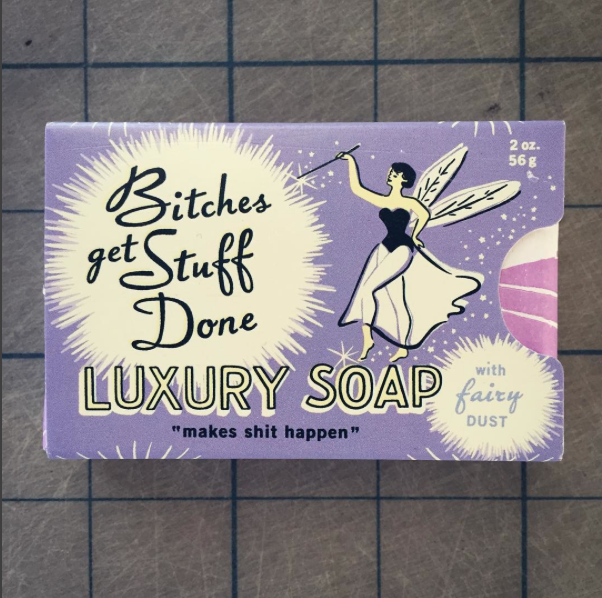 2 oz.
56 g
Bitches
get Stuff
Done
LUXURY SOAP
"makes shit happen"
with
fairy
DUST